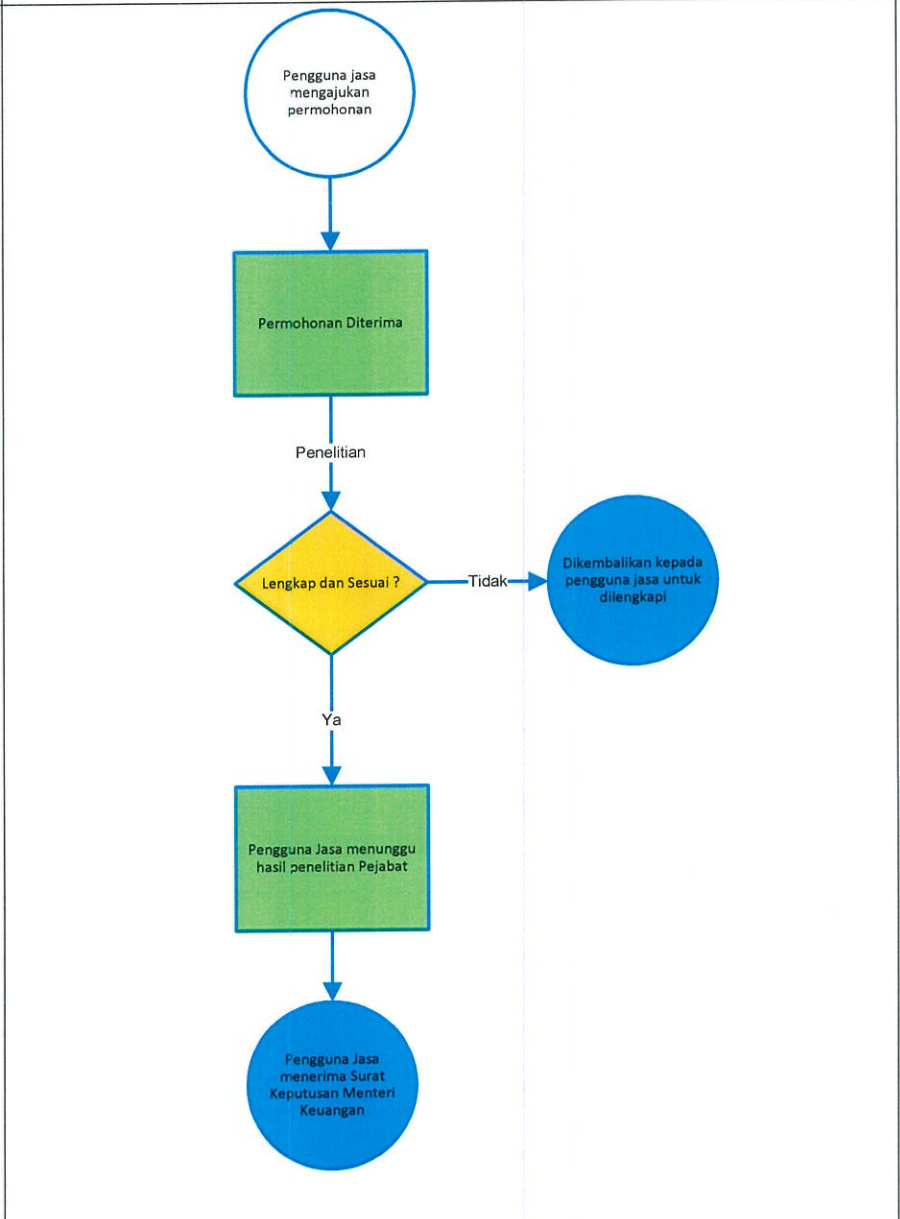 Pengguna jasa
mengajukan
permohonan
Permohonan Diterima
Penelitian
Lengkap dan Sesuai ?
Tidak
Dikembalikan kepada
pengguna jasa untuk
dilengkapi
Ya
Pengguna Jasa menunggu
hasil penelitian Pejabat
Pengguna Jasa
menerima Surat
Keputusan Menteri
Keuangan